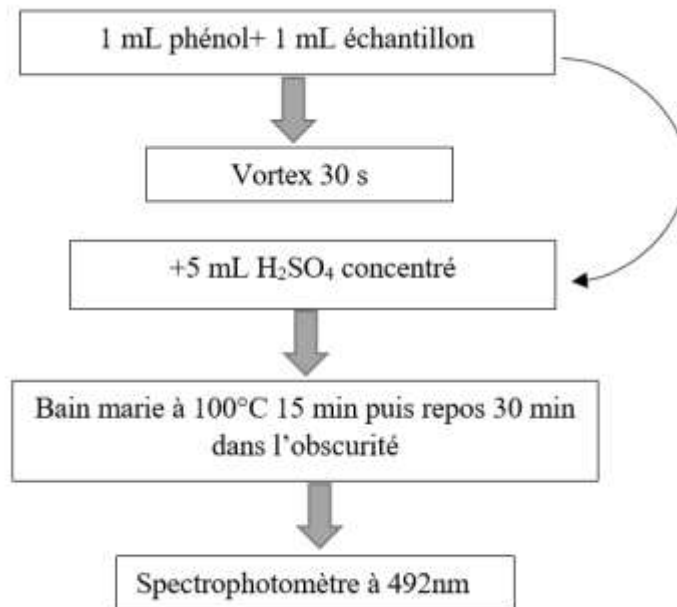 1 mL phénol+ 1 mL échantillon
Vortex 30 s
+5 mL H₂SO₄ concentré
Bain marie à 100°C 15 min puis repos 30 min
dans l’obscurité
Spectrophotomètre à 492nm